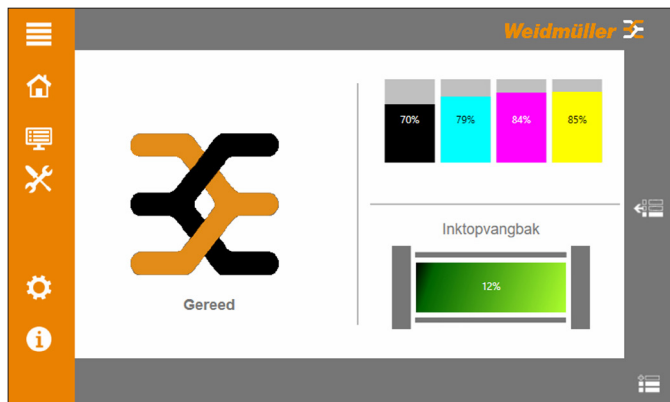 Weidmüller
70% 79% 84% 85%
Inktopvangbak
12%
Gereed